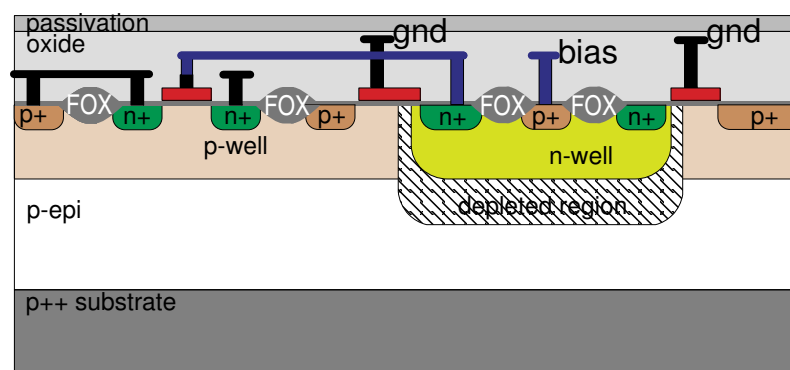 passivation
oxide
gnd
bias
gnd
p+
FOX
n+
n+
FOX
p+
n+
FOX
p+
FOX
n+
p+
p-well
n-well
p-epi
depleted region
p++ substrate